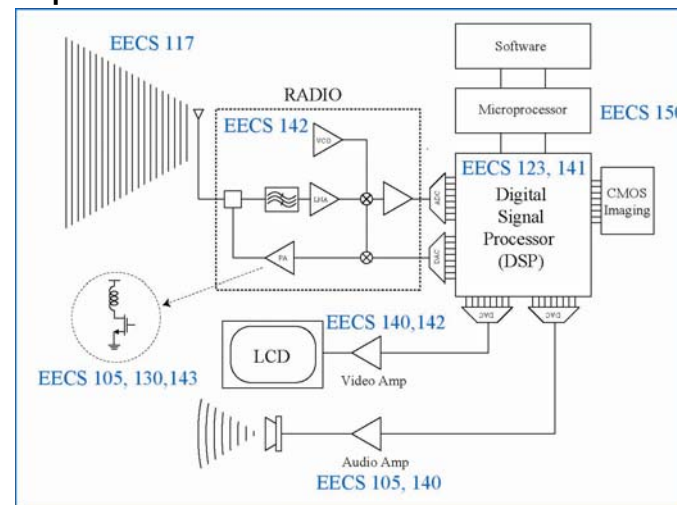 EECS 117
Software
RADIO
Microprocessor
EECS 150
EECS 142
VCO
EECS 123, 141
LNA
ADC
Digital
Signal
Processor
(DSP)
CMOS
Imaging
PA
DAC
DAC
DAC
EECS 140,142
LCD
Video Amp
EECS 105, 130,143
Audio Amp
EECS 105, 140